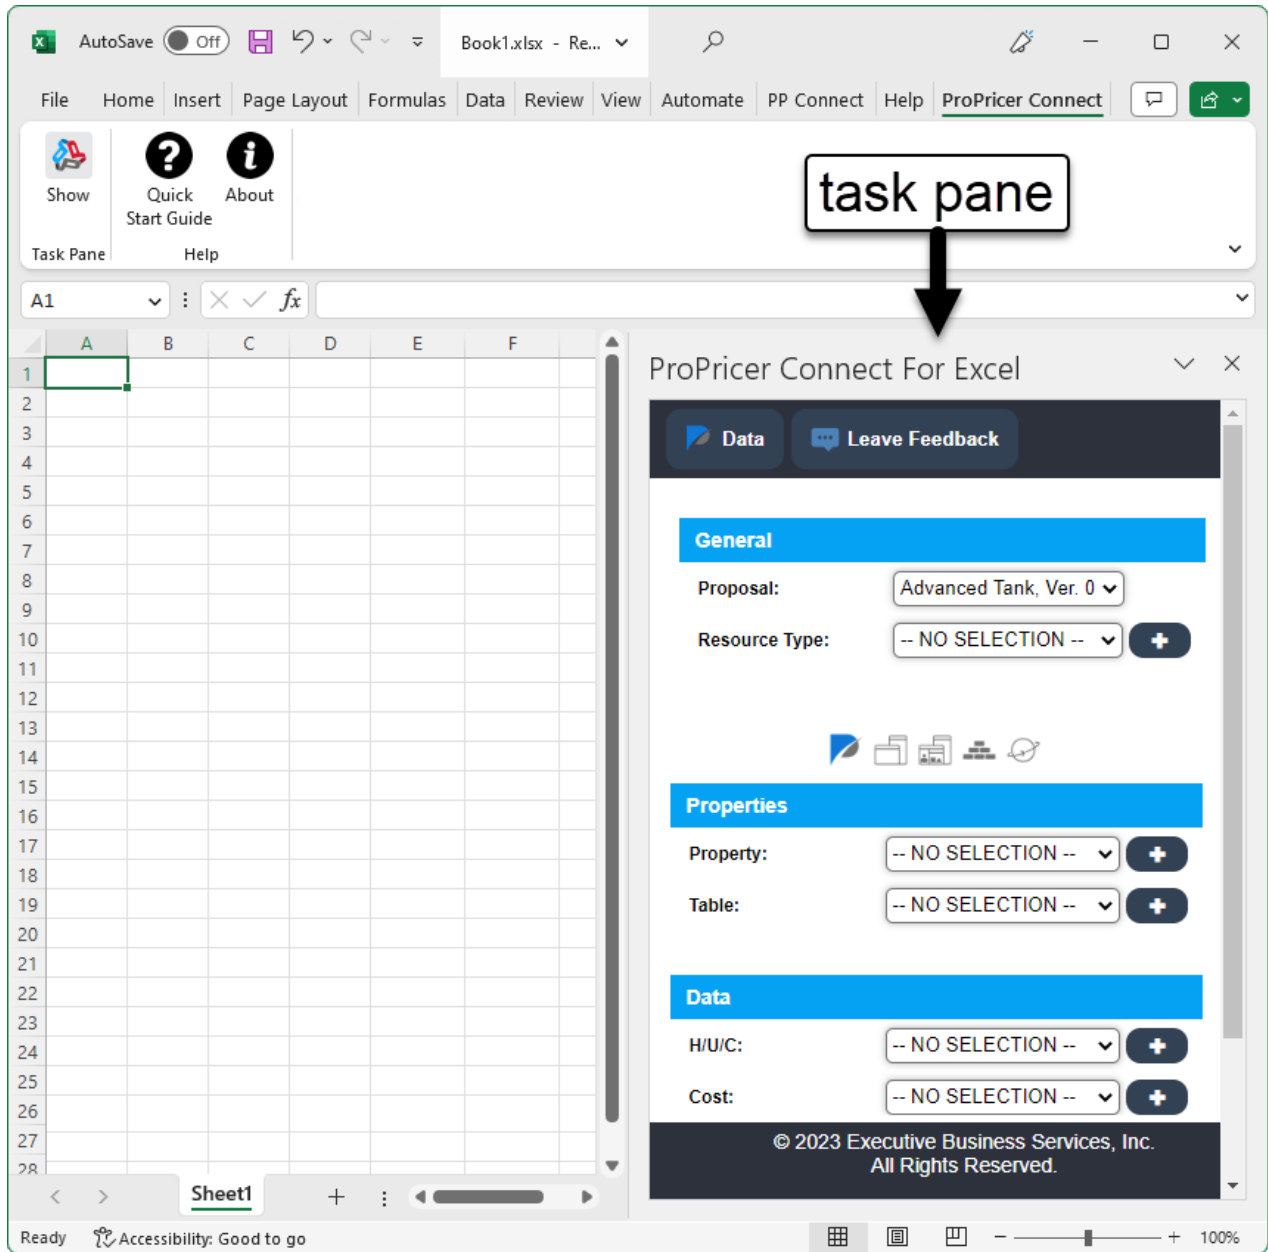 AutoSave Off Book1.xlsx - Re...
File Home Insert Page Layout Formulas Data Review View Automate PP Connect Help ProPricer Connect
Show
Quick
Start Guide
About
Task Pane
Help
task pane
A1
fx
A B C D E F
1
2
3
4
5
6
7
8
9
10
11
12
13
14
15
16
17
18
19
20
21
22
23
24
25
26
27
28
ProPricer Connect For Excel
Data
Leave Feedback
General
Proposal: Advanced Tank, Ver. 0
Resource Type: -- NO SELECTION --
Properties
Property: -- NO SELECTION --
Table: -- NO SELECTION --
Data
H/U/C: -- NO SELECTION --
Cost: -- NO SELECTION --
© 2023 Executive Business Services, Inc.
All Rights Reserved.
Sheet1
Ready Accessibility: Good to go 100%